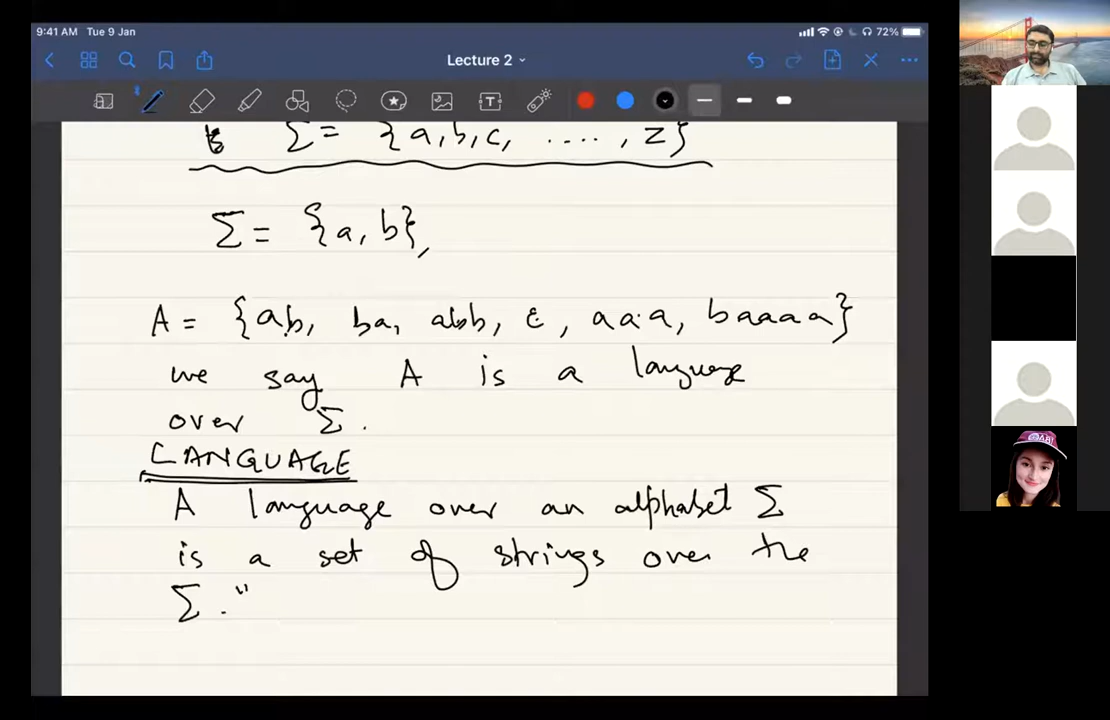 9:41 AM Tue 9 Jan
72%
Lecture 2
Σ = {a, b, c, ...., z}
Σ = {a, b},
A = {ab, ba, abb, ε, aaa, baaaa}
we say A is a language
over Σ.
LANGUAGE
A language over an alphabet Σ
is a set of strings over the
Σ."